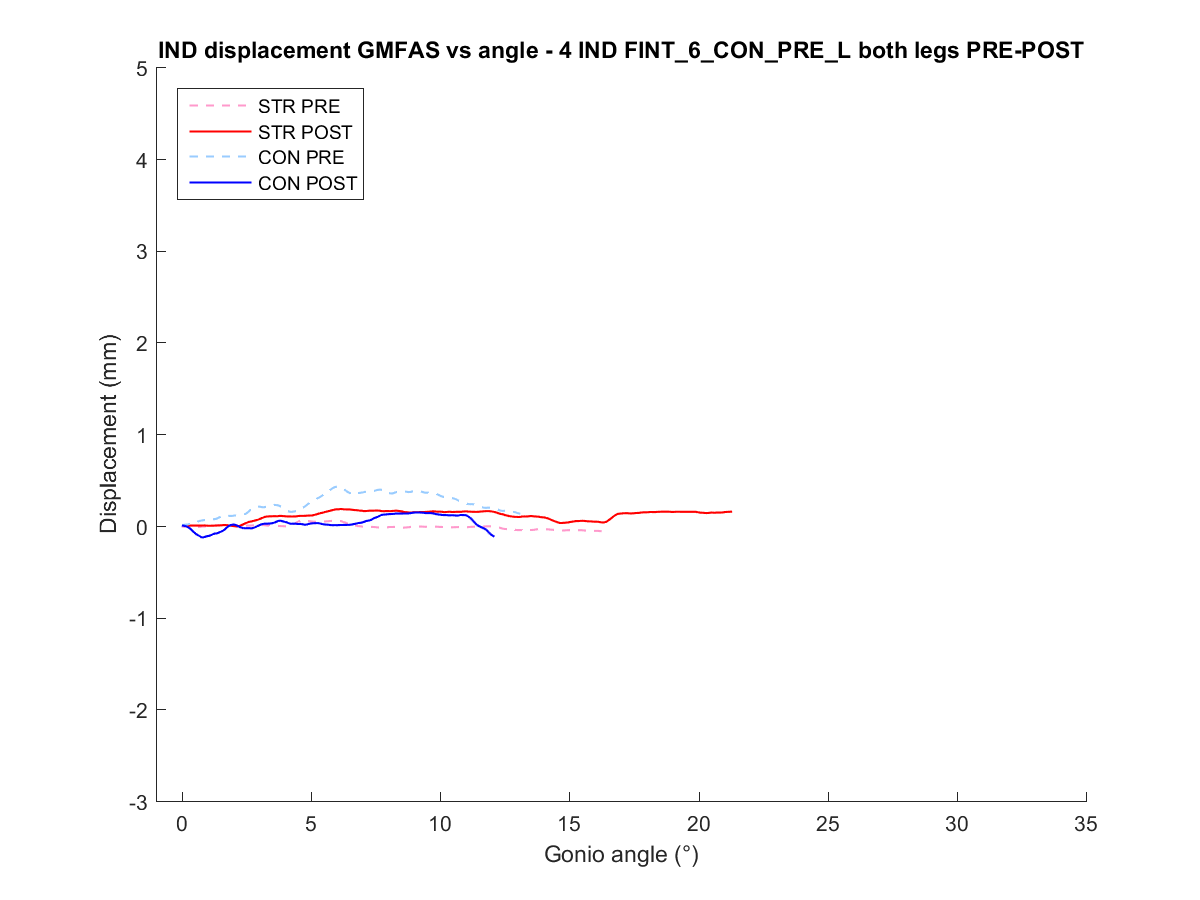 IND displacement GMFAS vs angle - 4 IND FINT_6_CON_PRE_L both legs PRE-POST
STR PRE
STR POST
CON PRE
CON POST
5
4
3
2
1
0
-1
-2
-3
Displacement (mm)
0 5 10 15 20 25 30 35
Gonio angle (°)